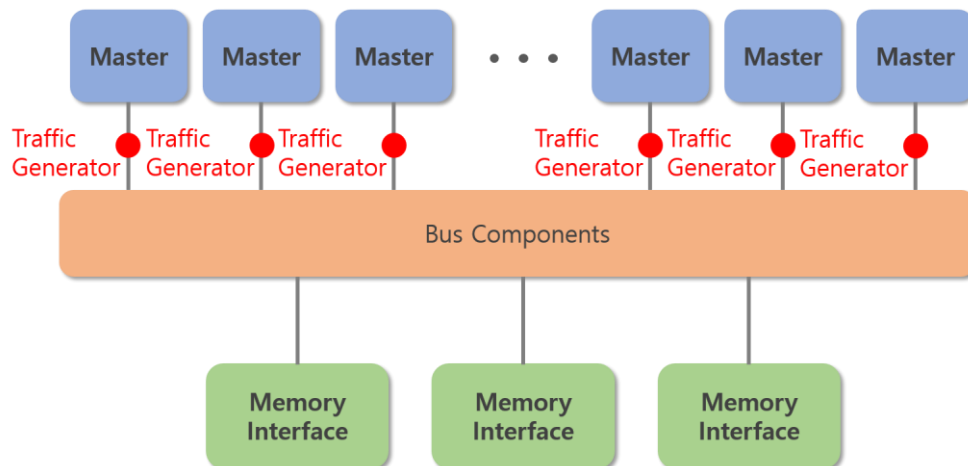 Master
Master
Master
• • •
Master
Master
Master
Traffic
Generator
Traffic
Generator
Traffic
Generator
Traffic
Generator
Traffic
Generator
Traffic
Generator
Bus Components
Memory
Interface
Memory
Interface
Memory
Interface